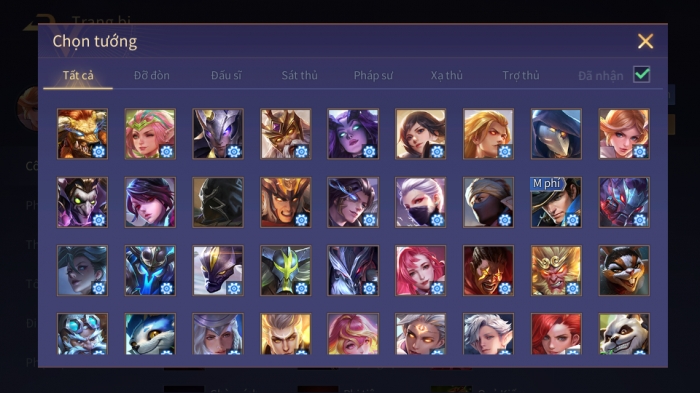 Trang bị
Chọn tướng
Tất cả Đỡ đòn Đấu sĩ Sát thủ Pháp sư Xạ thủ Trợ thủ Đã nhận
M phí